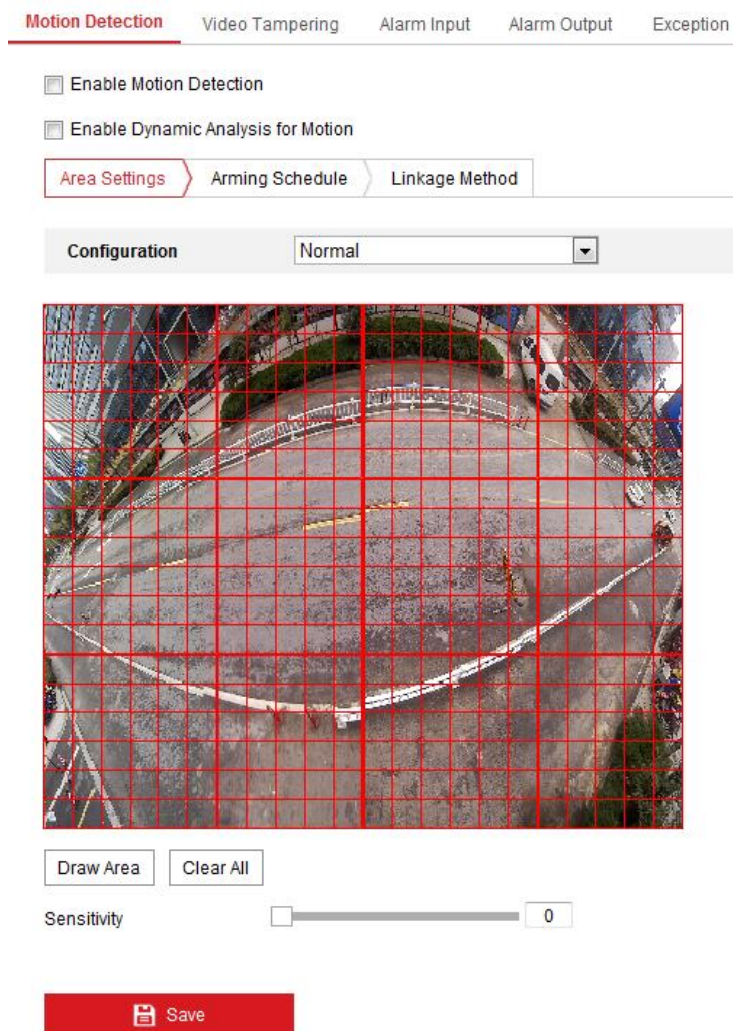 Motion Detection Video Tampering Alarm Input Alarm Output Exception
Enable Motion Detection
Enable Dynamic Analysis for Motion
Area Settings Arming Schedule Linkage Method
Configuration Normal
Draw Area Clear All
Sensitivity 0
Save